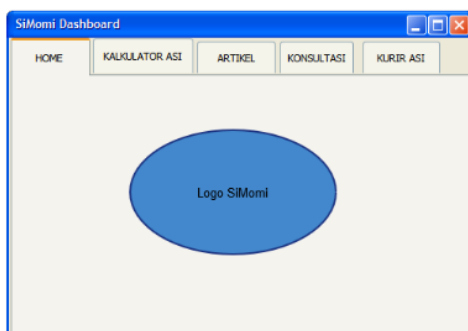 SiMomi Dashboard
HOME KALKULATOR ASI ARTIKEL KONSULTASI KURIR ASI
Logo SiMomi